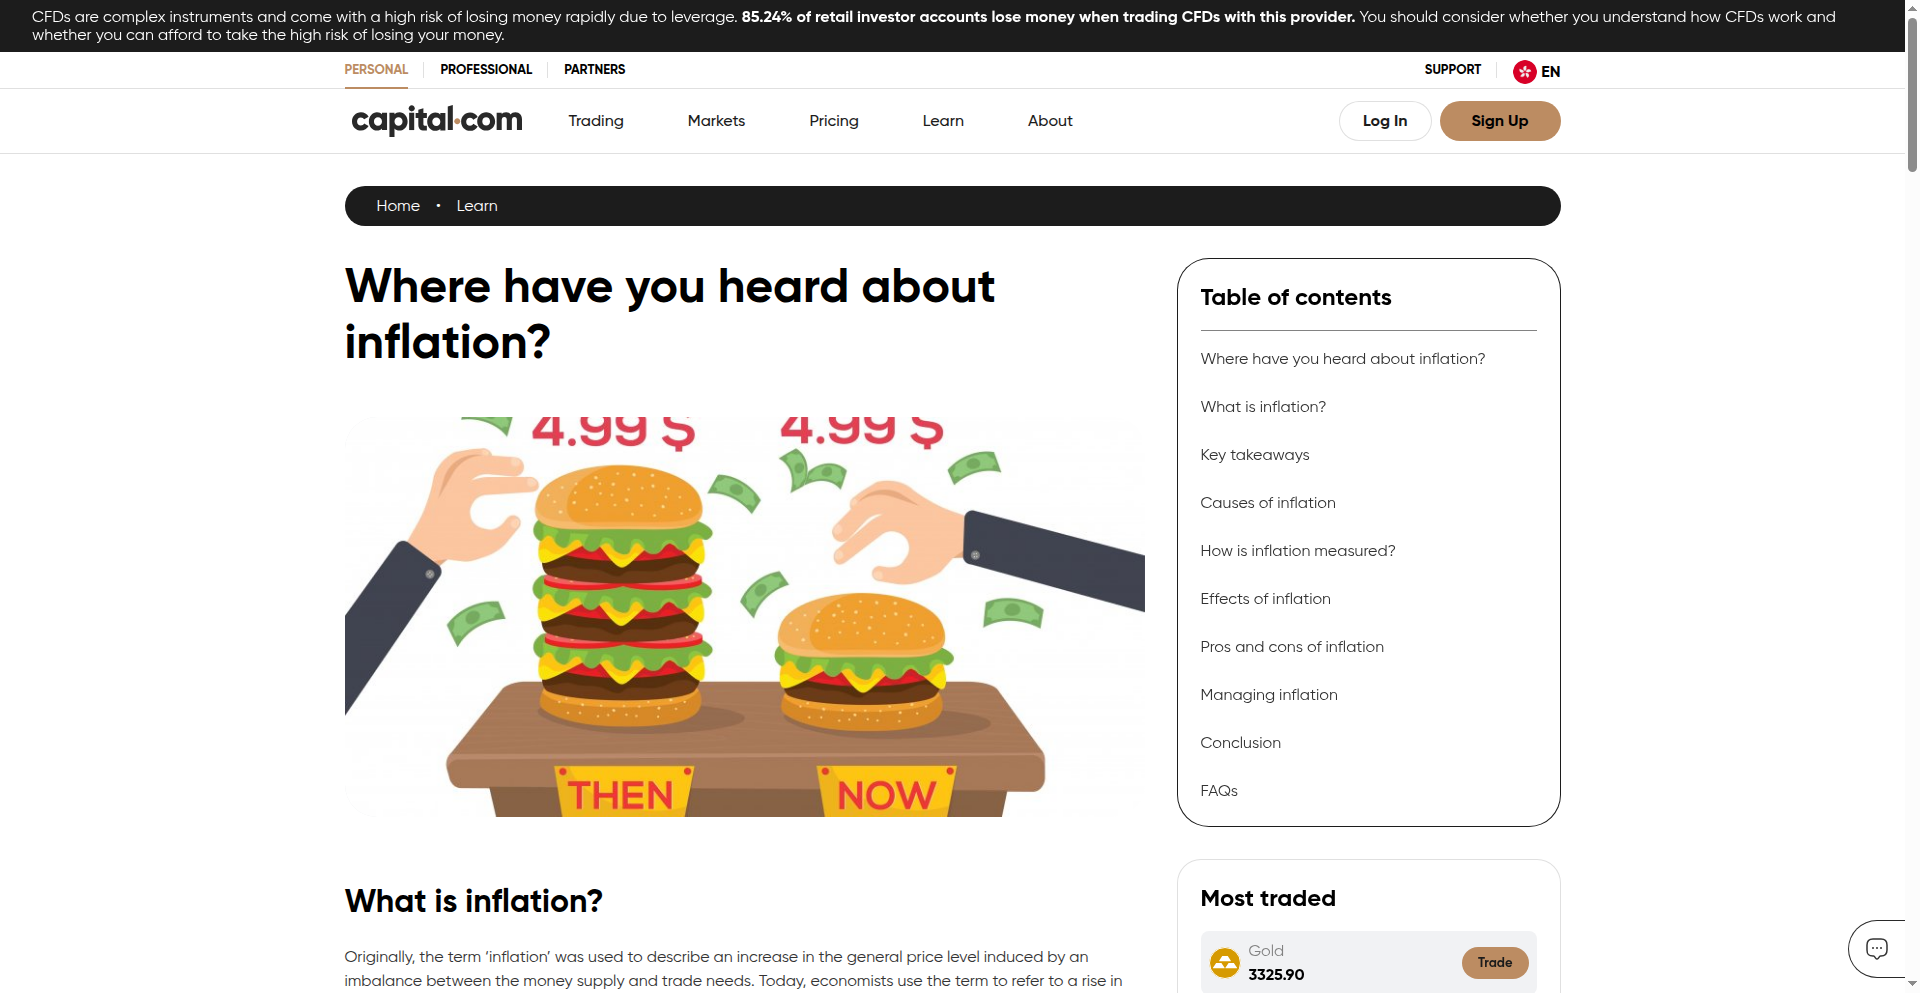 CFDs are complex instruments and come with a high risk of losing money rapidly due to leverage. 85.24% of retail investor accounts lose money when trading CFDs with this provider. You should consider whether you understand how CFDs work and
whether you can afford to take the high risk of losing your money.
PERSONAL
PROFESSIONAL
PARTNERS
SUPPORT
EN
capital.com
Trading
Markets
Pricing
Learn
About
Log In
Sign Up
Home • Learn
Where have you heard about
inflation?
4.99 $
4.99 $
THEN
NOW
What is inflation?
Originally, the term ‘inflation’ was used to describe an increase in the general price level induced by an
imbalance between the money supply and trade needs. Today, economists use the term to refer to a rise in
Table of contents
Where have you heard about inflation?
What is inflation?
Key takeaways
Causes of inflation
How is inflation measured?
Effects of inflation
Pros and cons of inflation
Managing inflation
Conclusion
FAQs
Most traded
Gold
3325.90
Trade